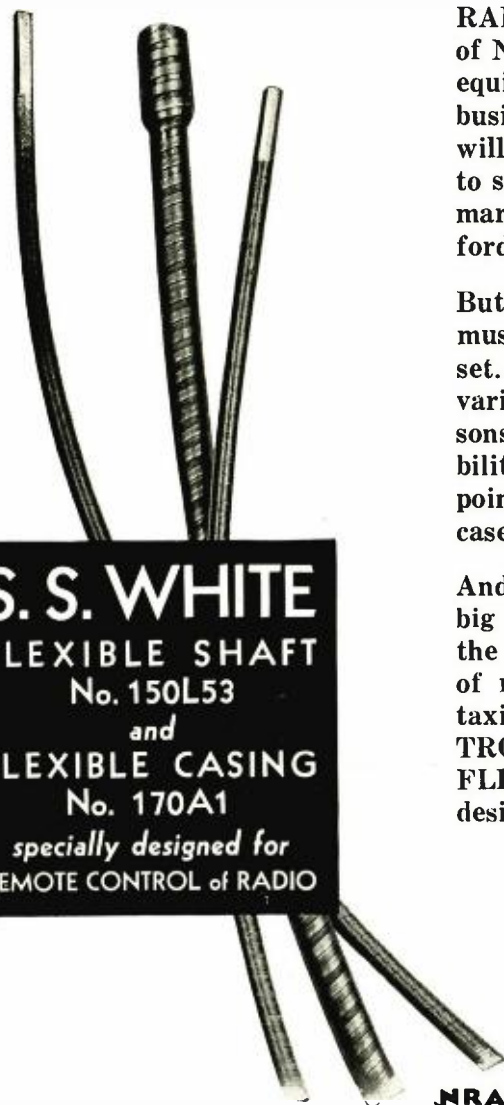 S. S. WHITE
LEXIBLE SHAFT
No. 150L53
and
LEXIBLE CASING
No. 170A1
specially designed for
EMOTE CONTROL of RADIO
RAI
of N
equi
busi
will
to s
mar
ford
But
mus
set.
vari
sons
bilit
poin
case
And
big
the
of r
taxi
TRO
FLI
desi
NRA